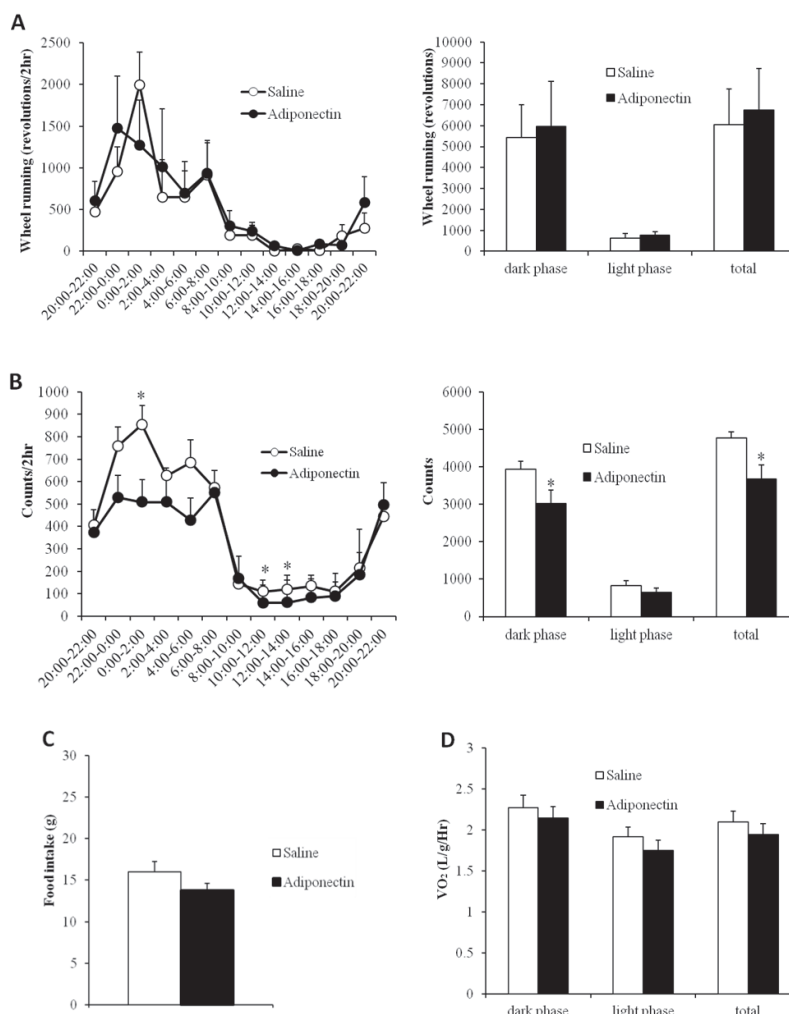 A
Wheel running (revolutions/2hr)
2500
2000
1500
1000
500
0
Saline
Adiponectin
20:00-22:00
22:00-0:00
0:00-2:00
2:00-4:00
4:00-6:00
6:00-8:00
8:00-10:00
10:00-12:00
12:00-14:00
14:00-16:00
16:00-18:00
18:00-20:00
20:00-22:00
Wheel running (revolutions)
10000
9000
8000
7000
6000
5000
4000
3000
2000
1000
0
Saline
Adiponectin
dark phase
light phase
total
B
Counts/2hr
1000
900
800
700
600
500
400
300
200
100
0
*
* *
Saline
Adiponectin
20:00-22:00
22:00-0:00
0:00-2:00
2:00-4:00
4:00-6:00
6:00-8:00
8:00-10:00
10:00-12:00
12:00-14:00
14:00-16:00
16:00-18:00
18:00-20:00
20:00-22:00
Counts
6000
5000
4000
3000
2000
1000
0
Saline
Adiponectin
*
*
dark phase
light phase
total
C
Food intake (g)
30
25
20
15
10
5
0
Saline
Adiponectin
D
VO₂ (L/g/Hr)
3
2.5
2
1.5
1
0.5
0
Saline
Adiponectin
dark phase
light phase
total